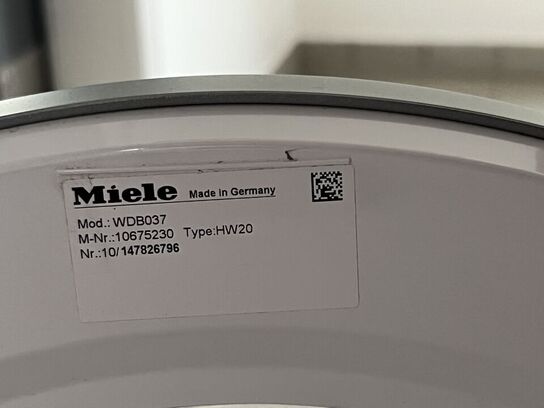 Miele Made in Germany
Mod.: WDB037
M-Nr.:10675230 Type:HW20
Nr.:10/147826796